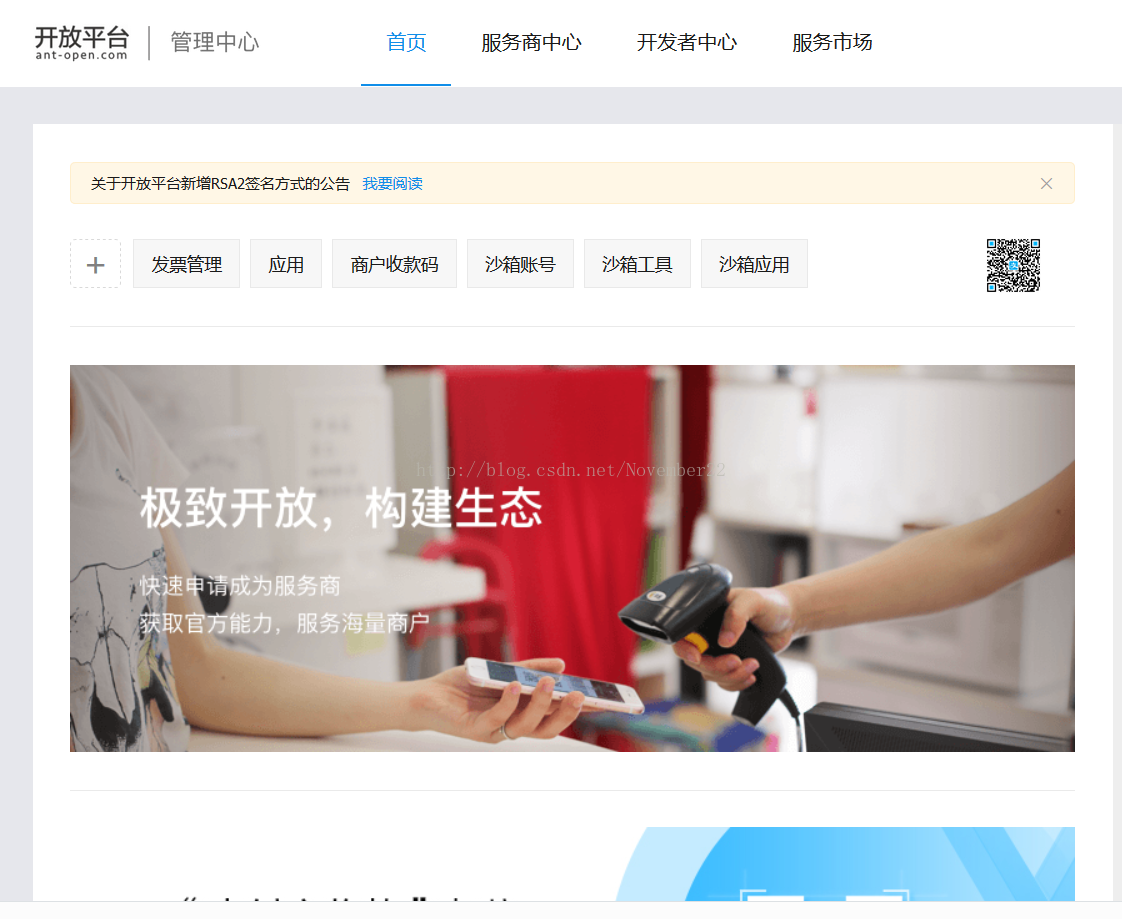 开放平台
ant-open.com
管理中心
首页
服务商中心
开发者中心
服务市场
关于开放平台新增RSA2签名方式的公告 我要阅读
发票管理
应用
商户收款码
沙箱账号
沙箱工具
沙箱应用
http://blog.csdn.net/November22
极致开放，构建生态
快速申请成为服务商
获取官方能力，服务海量商户